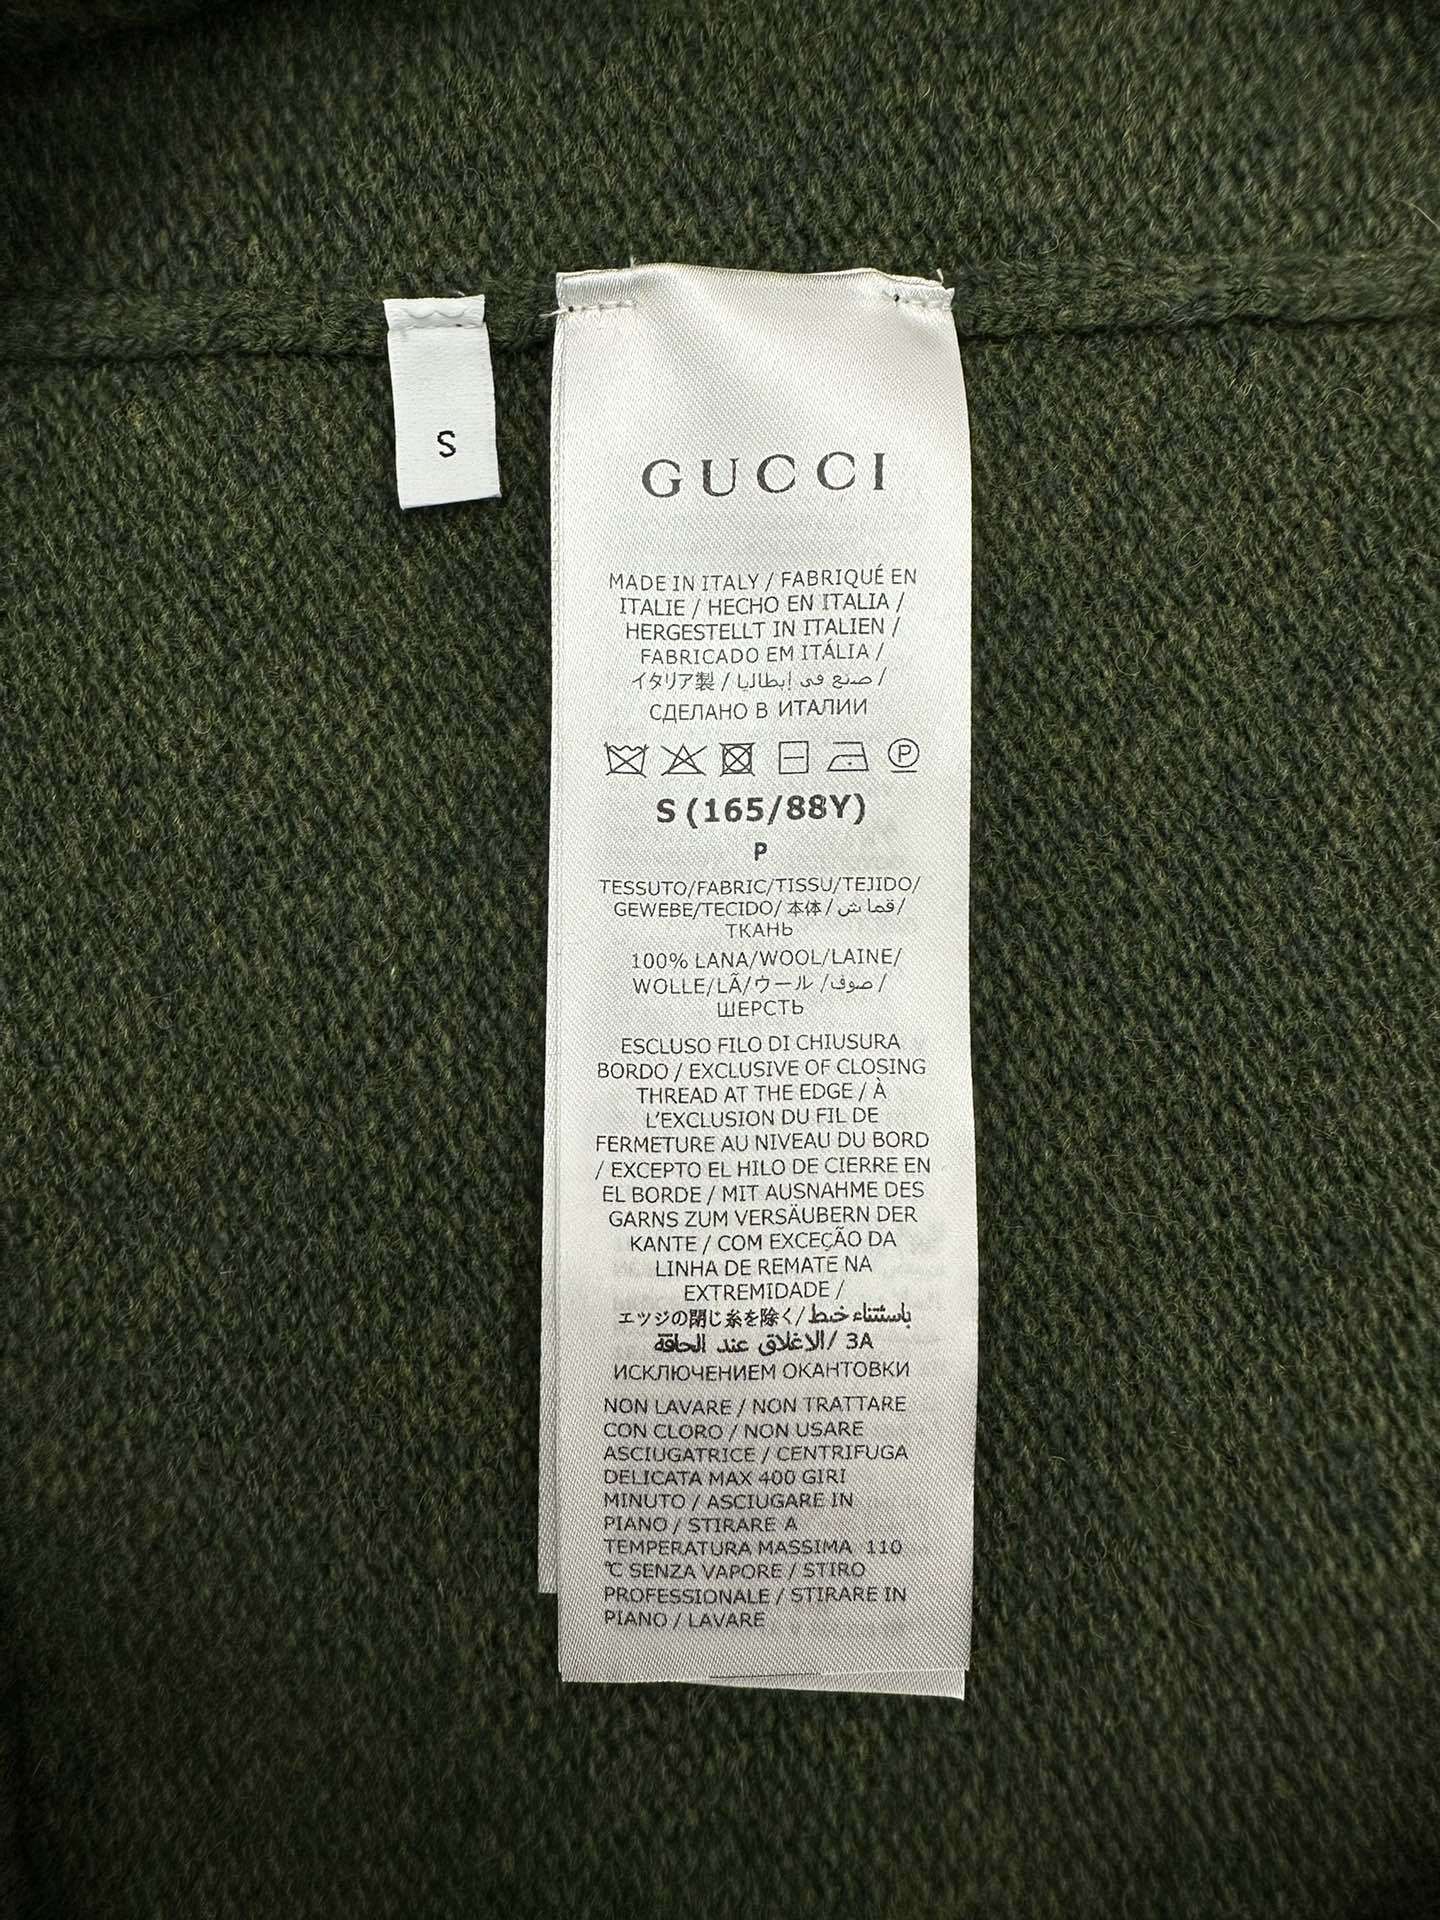 S
GUCCI
MADE IN ITALY / FABRIQUÉ EN
ITALIE / HECHO EN ITALIA /
HERGESTELLT IN ITALIEN /
FABRICADO EM ITÁLIA /
イタリア製 / صنع في إيطاليا /
СДЕЛАНО В ИТАЛИИ
P
S (165/88Y)
P
TESSUTO/FABRIC/TISSU/TEJIDO/
GEWEBE/TECIDO/ 本体 / قماش /
ТКАНЬ
100% LANA/WOOL/LAINE/
WOLLE/LÃ/ウール /صوف /
ШЕРСТЬ
ESCLUSO FILO DI CHIUSURA
BORDO / EXCLUSIVE OF CLOSING
THREAD AT THE EDGE / À
L'EXCLUSION DU FIL DE
FERMETURE AU NIVEAU DU BORD
/ EXCEPTO EL HILO DE CIERRE EN
EL BORDE / MIT AUSNAHME DES
GARNS ZUM VERSÄUBERN DER
KANTE / COM EXCEÇÃO DA
LINHA DE REMATE NA
EXTREMIDADE /
エッジの閉じ糸を除く/ باستثناء خيط
الإغلاق عند الحافة / ЗА
ИСКЛЮЧЕНИЕМ ОКАНТОВКИ
NON LAVARE / NON TRATTARE
CON CLORO / NON USARE
ASCIUGATRICE / CENTRIFUGA
DELICATA MAX 400 GIRI
MINUTO / ASCIUGARE IN
PIANO / STIRARE A
TEMPERATURA MASSIMA 110
°C SENZA VAPORE / STIRO
PROFESSIONALE / STIRARE IN
PIANO / LAVARE